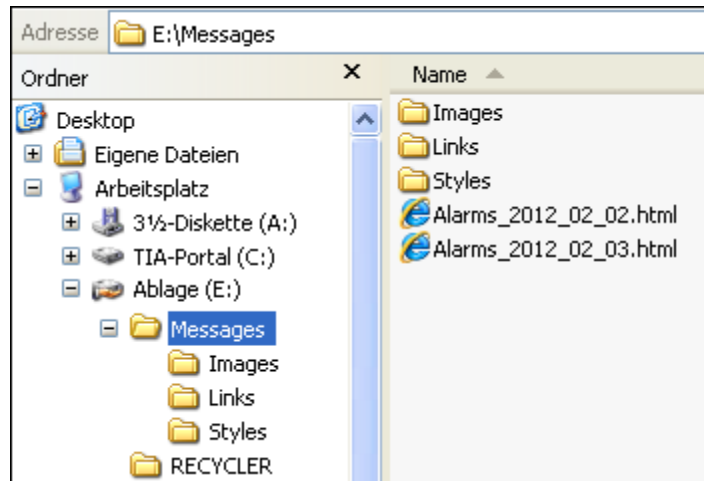 Adresse E:\Messages
Ordner
Desktop
Eigene Dateien
Arbeitsplatz
3½-Diskette (A:)
TIA-Portal (C:)
Ablage (E:)
Messages
Images
Links
Styles
RECYCLER
Name
Images
Links
Styles
Alarms_2012_02_02.html
Alarms_2012_02_03.html